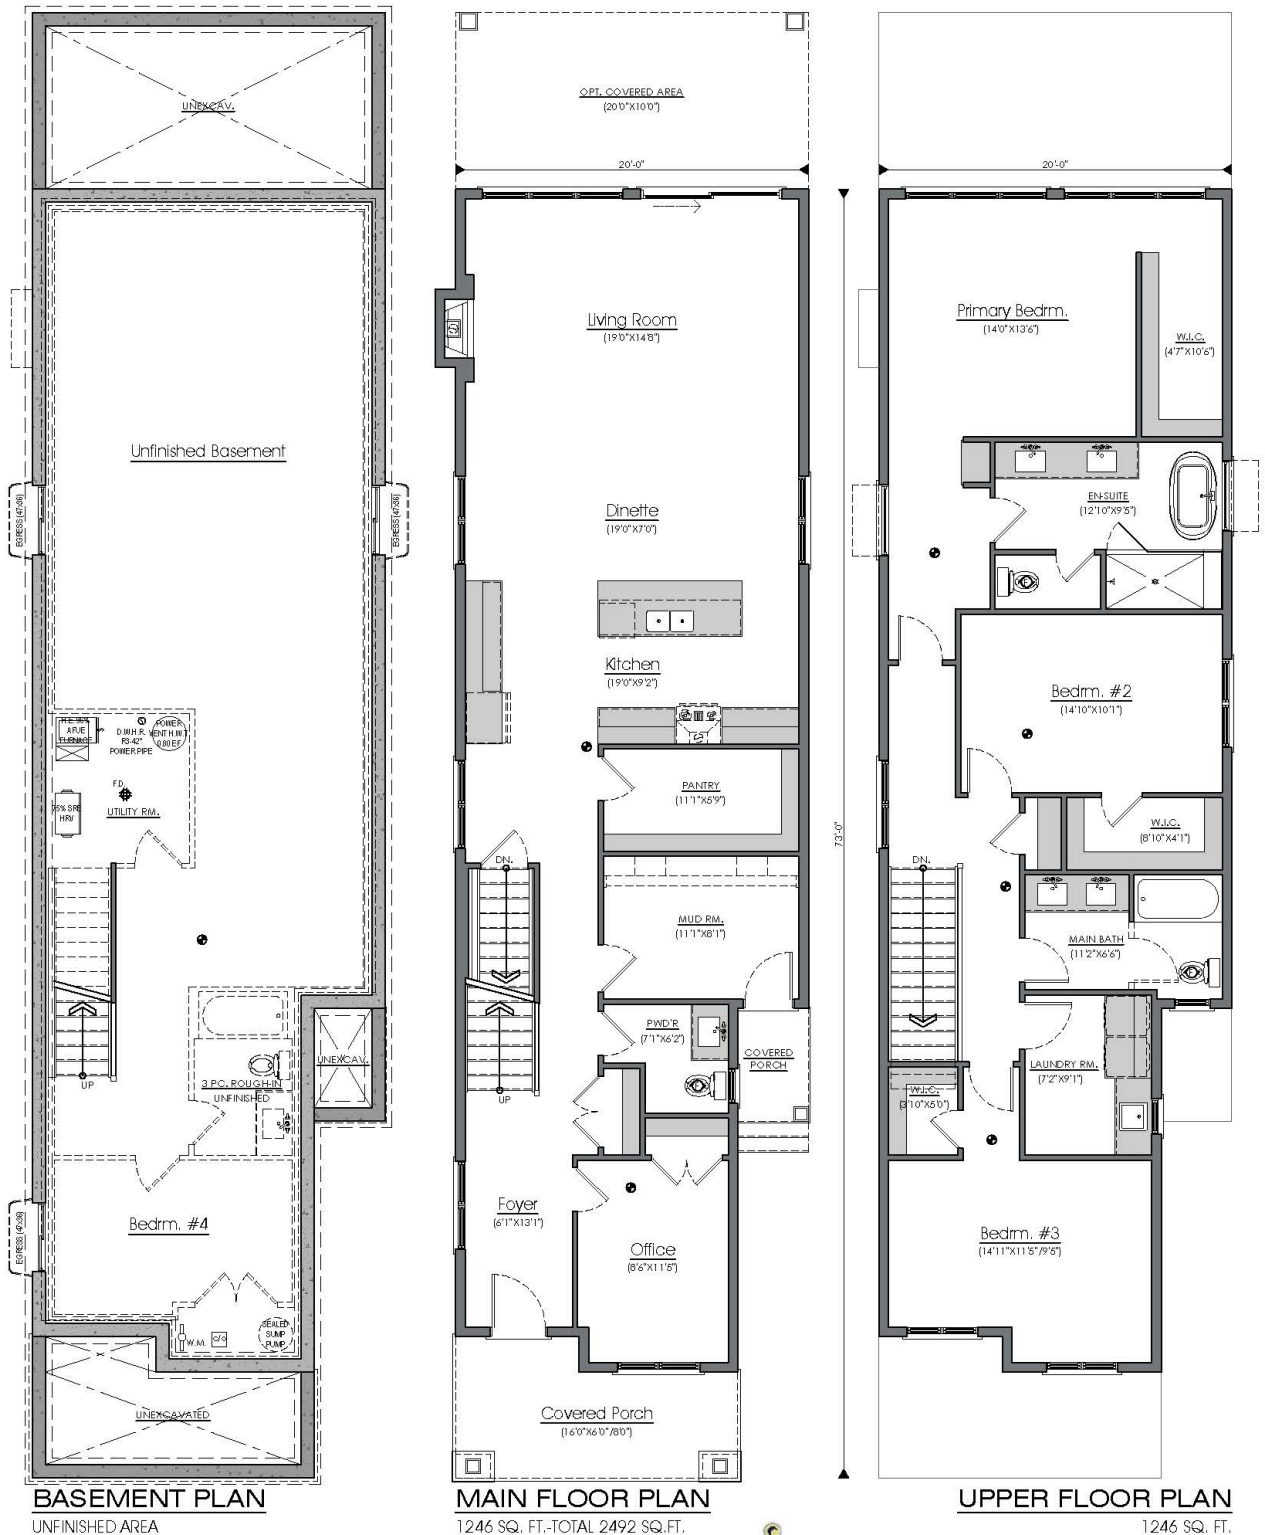 UNEXCAV.
Unfinished Basement
EGRESS (47x36)
EGRESS (47x36)
H.E. 96%
AFUE
FURNACE
D.W.H.R.
R3-42"
POWERPIPE
POWER
VENT H.W.T.
0.80 EF
F.D.
75% SRE
HRV
UTILITY RM.
UP
3 PC. ROUGH-IN
UNFINISHED
UNEXCAV.
Bedrm. #4
EGRESS (47x36)
W.M.
C/O
SEALED
SUMP
PUMP
UNEXCAVATED
BASEMENT PLAN
UNFINISHED AREA
OPT. COVERED AREA
(20'0"X10'0")
20'-0"
Living Room
(19'0"X14'8")
Dinette
(19'0"X7'0")
Kitchen
(19'0"X9'2")
PANTRY
(11'1"X5'9")
DN.
MUD RM.
(11'1"X8'1")
PWD'R
(7'1"X6'2")
COVERED
PORCH
UP
Foyer
(6'1"X13'1")
Office
(8'6"X11'5")
Covered Porch
(16'0"X6'0"/8'0")
73'-0"
MAIN FLOOR PLAN
1246 SQ. FT.-TOTAL 2492 SQ.FT.
20'-0"
Primary Bedrm.
(14'0"X13'6")
W.I.C.
(4'7"X10'6")
EN-SUITE
(12'10"X9'5")
Bedrm. #2
(14'10"X10'1")
W.I.C.
(8'10"X4'1")
DN.
MAIN BATH
(11'2"X6'6")
LAUNDRY RM.
(7'2"X9'1")
W.I.C.
(3'10"X5'0")
Bedrm. #3
(14'11"X11'5"/9'5")
UPPER FLOOR PLAN
1246 SQ. FT.